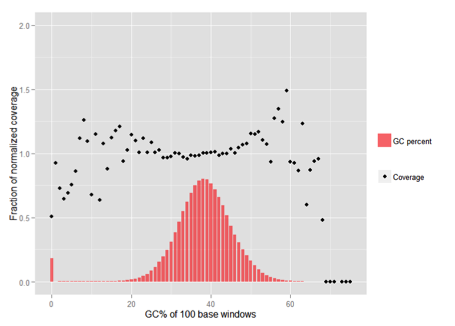 2.0
1.5
1.0
0.5
0.0
Fraction of normalized coverage
0
20
40
60
GC% of 100 base windows
GC percent
Coverage